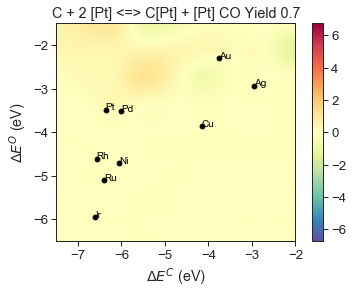 C + 2 [Pt] <=> C[Pt] + [Pt] CO Yield 0.7
−2
−3
−4
−5
−6
ΔE^O (eV)
Au
Ag
Pt
Pd
Cu
Rh
Ni
Ru
Ir
−7
−6
−5
−4
−3
−2
ΔE^C (eV)
6
4
2
0
−2
−4
−6